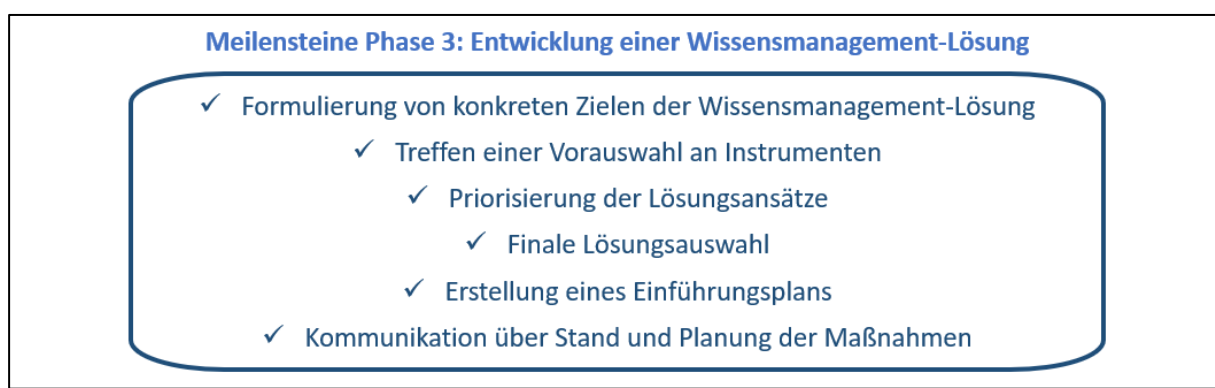 Meilensteine Phase 3: Entwicklung einer Wissensmanagement-Lösung
✓ Formulierung von konkreten Zielen der Wissensmanagement-Lösung
✓ Treffen einer Vorauswahl an Instrumenten
✓ Priorisierung der Lösungsansätze
✓ Finale Lösungsauswahl
✓ Erstellung eines Einführungsplans
✓ Kommunikation über Stand und Planung der Maßnahmen